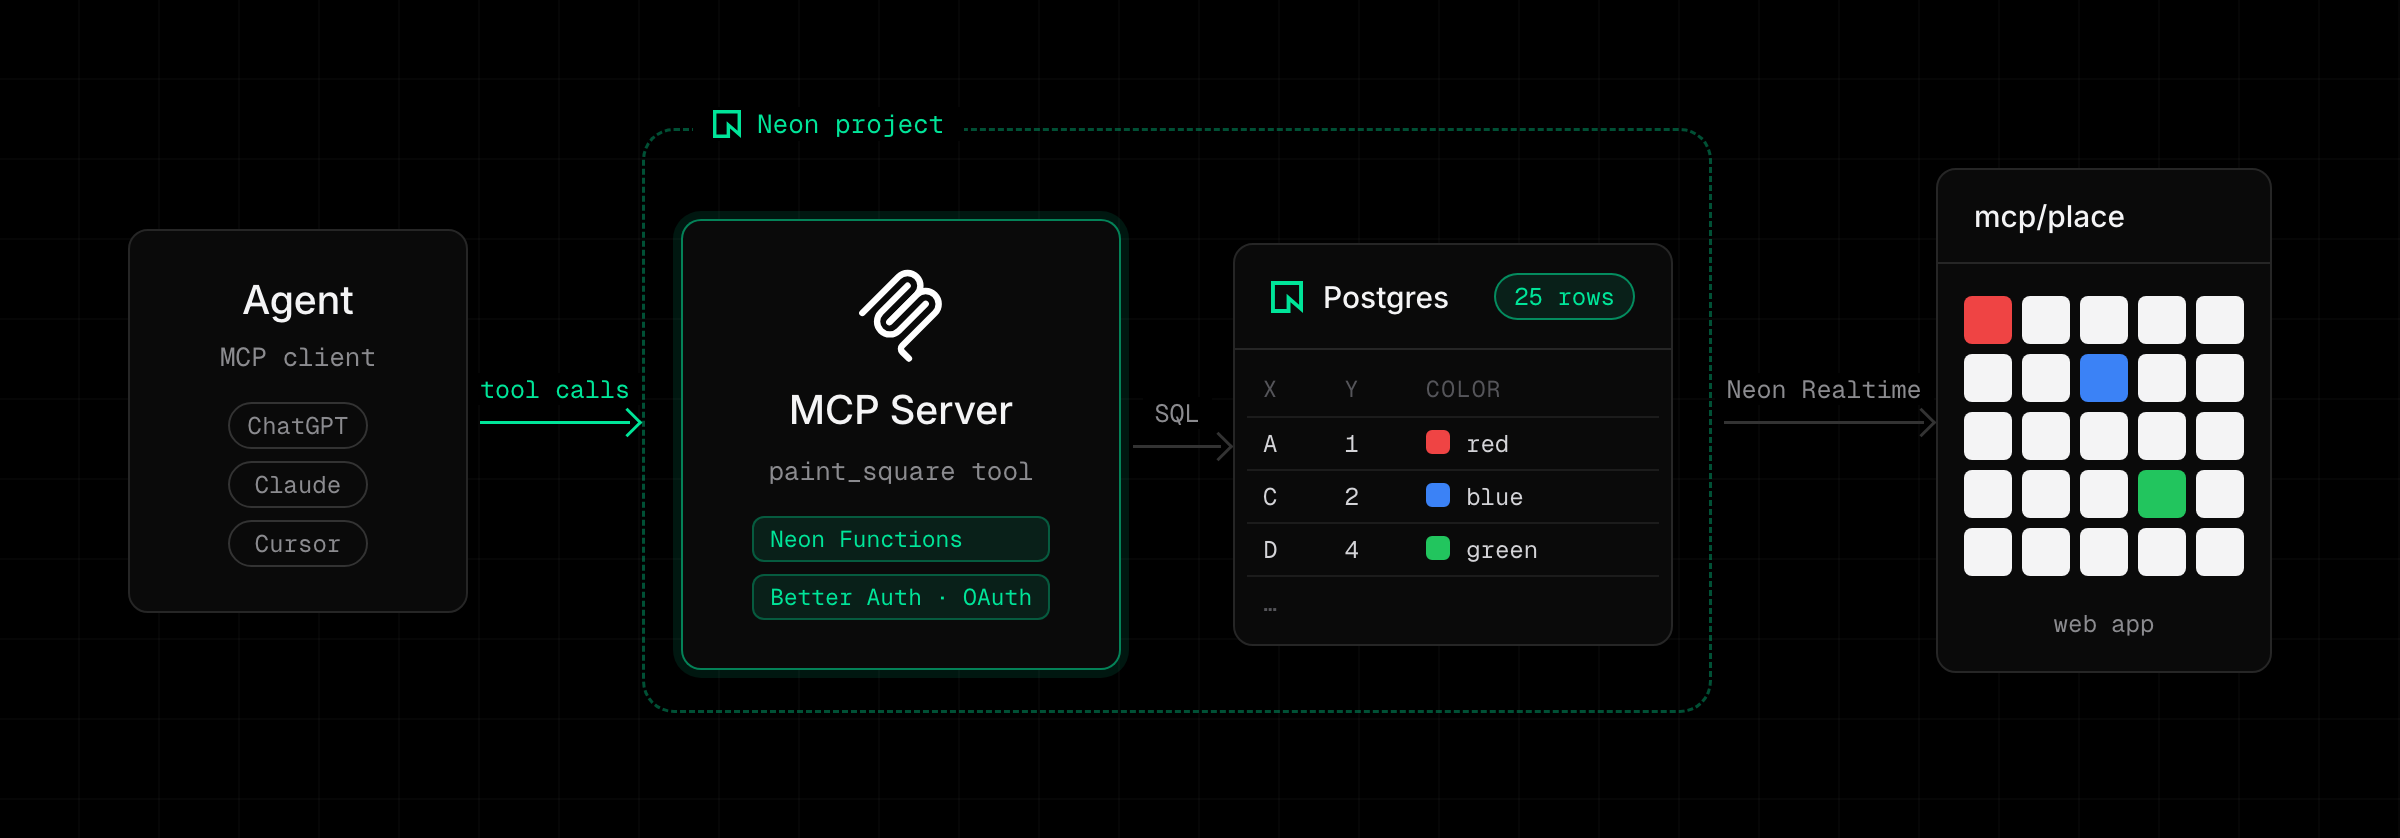 Neon project
Agent
MCP client
ChatGPT
Claude
Cursor
tool calls
MCP Server
paint_square tool
Neon Functions
Better Auth · OAuth
SQL
Postgres
25 rows
X Y COLOR
A 1 red
C 2 blue
D 4 green
…
Neon Realtime
mcp/place
web app